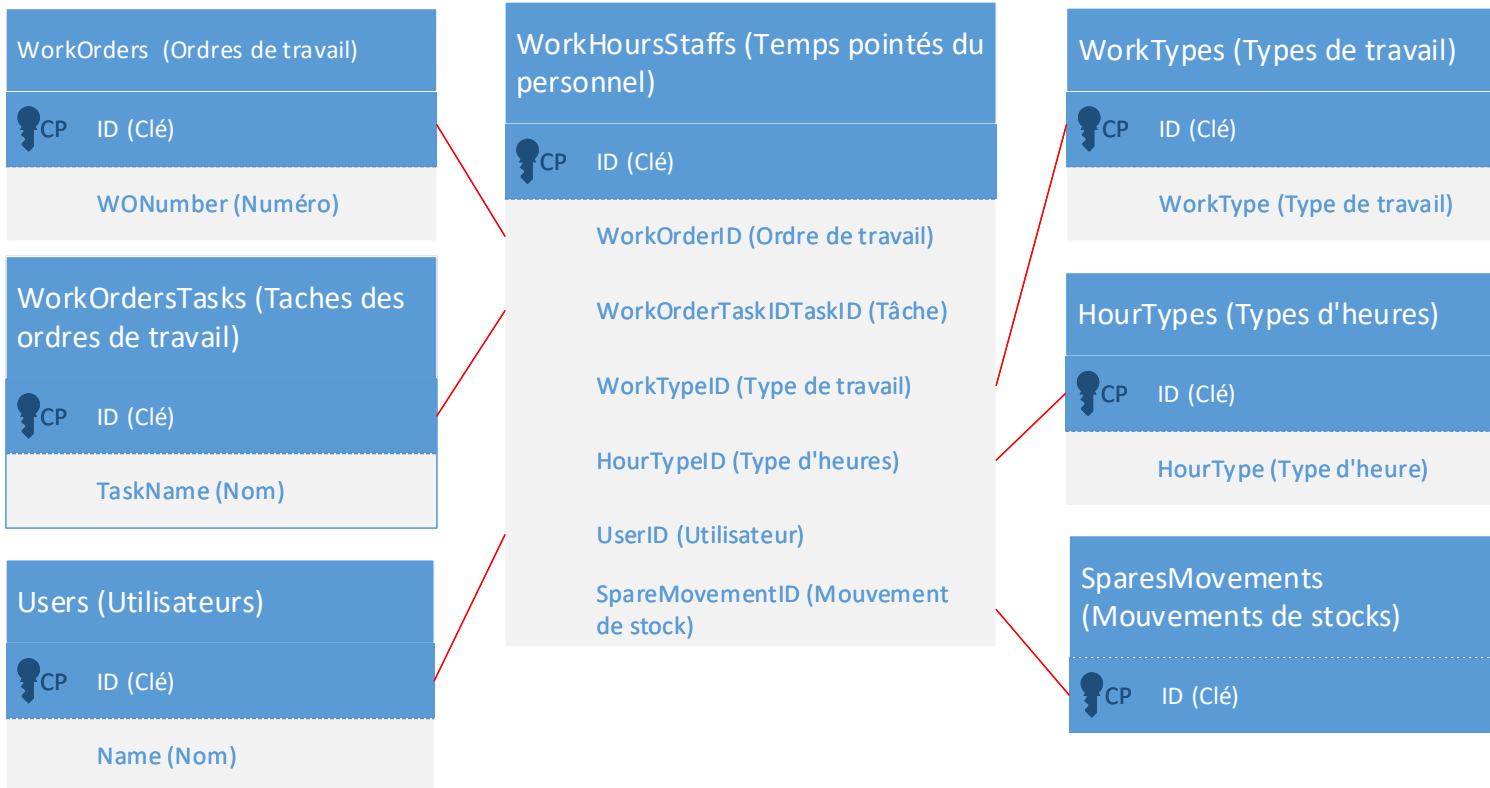 WorkOrders (Ordres de travail)
CP ID (Clé)
WONumber (Numéro)
WorkOrdersTasks (Taches des
ordres de travail)
CP ID (Clé)
TaskName (Nom)
Users (Utilisateurs)
CP ID (Clé)
Name (Nom)
WorkHoursStaffs (Temps pointés du
personnel)
CP ID (Clé)
WorkOrderID (Ordre de travail)
WorkOrderTaskIDTaskID (Tâche)
WorkTypeID (Type de travail)
HourTypeID (Type d'heures)
UserID (Utilisateur)
SpareMovementID (Mouvement
de stock)
WorkTypes (Types de travail)
CP ID (Clé)
WorkType (Type de travail)
HourTypes (Types d'heures)
CP ID (Clé)
HourType (Type d'heure)
SparesMovements
(Mouvements de stocks)
CP ID (Clé)